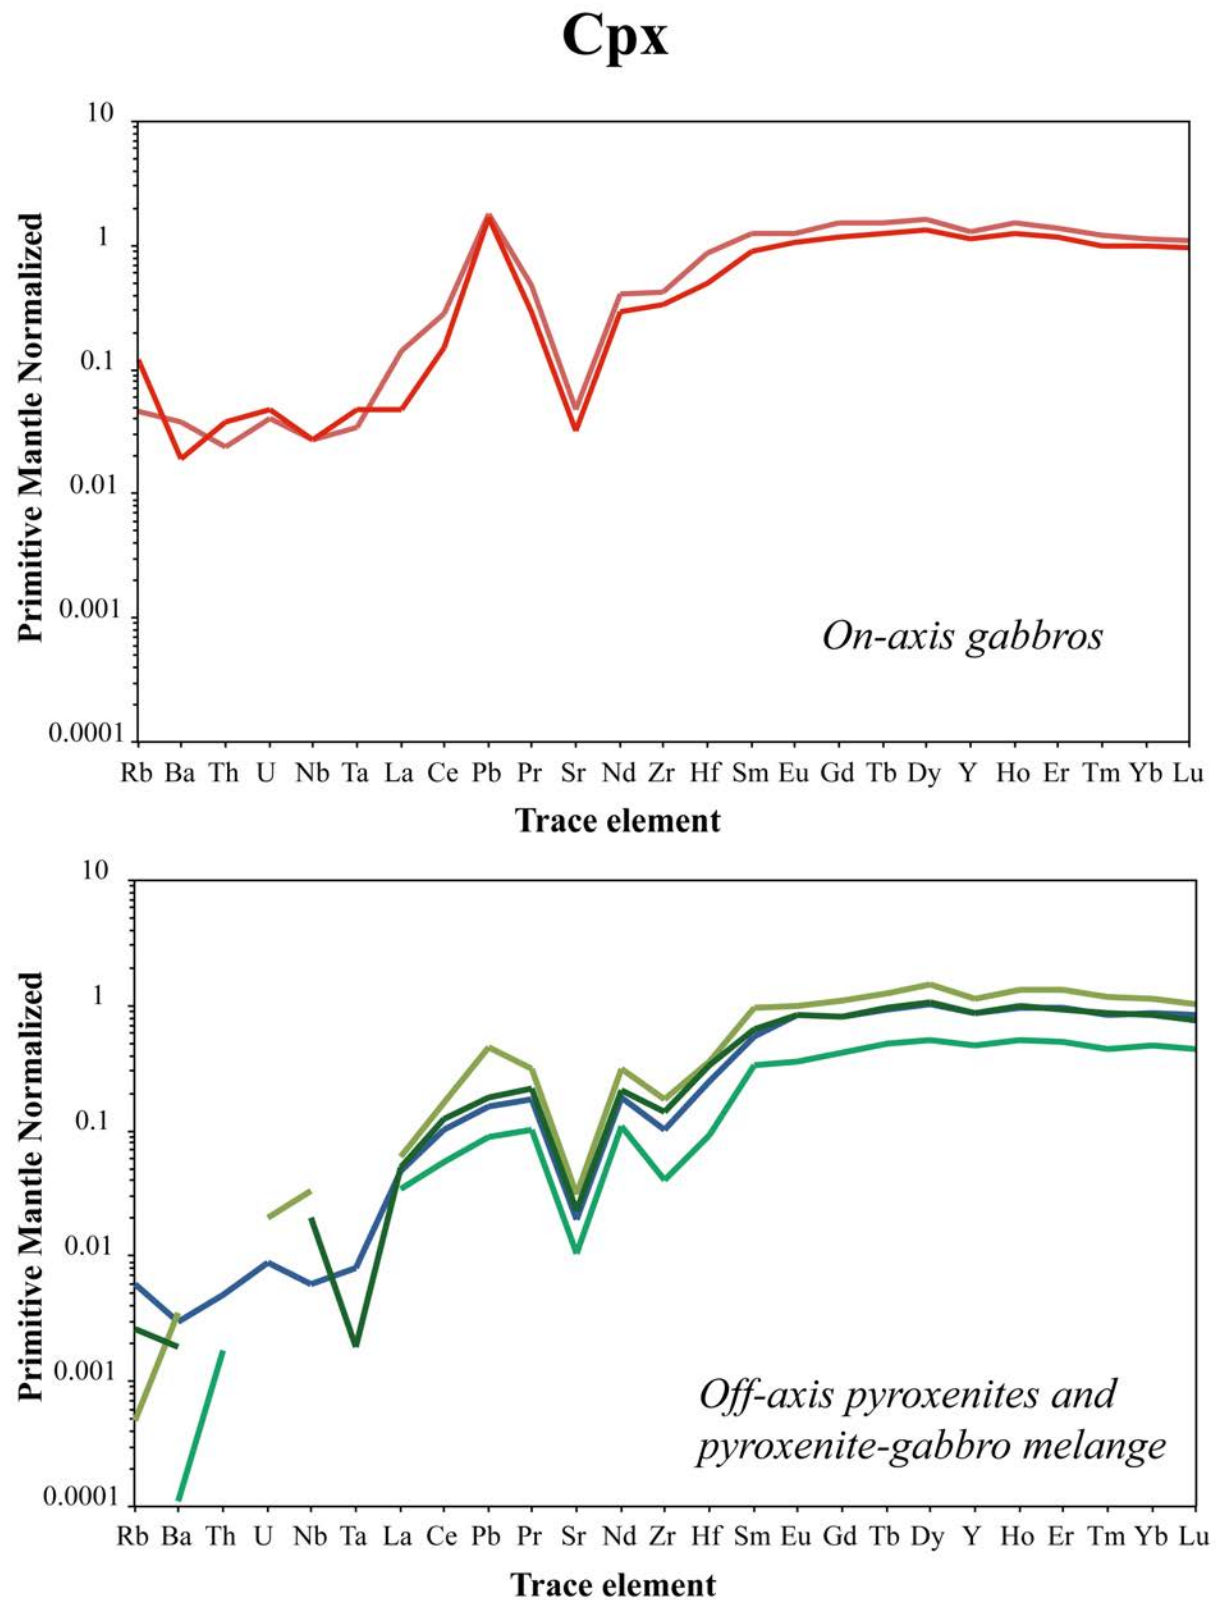 Cpx
Primitive Mantle Normalized
10
1
0.1
0.01
0.001
0.0001
On-axis gabbros
Rb Ba Th U Nb Ta La Ce Pb Pr Sr Nd Zr Hf Sm Eu Gd Tb Dy Y Ho Er Tm Yb Lu
Trace element
Primitive Mantle Normalized
10
1
0.1
0.01
0.001
0.0001
Off-axis pyroxenites and
pyroxenite-gabbro melange
Rb Ba Th U Nb Ta La Ce Pb Pr Sr Nd Zr Hf Sm Eu Gd Tb Dy Y Ho Er Tm Yb Lu
Trace element